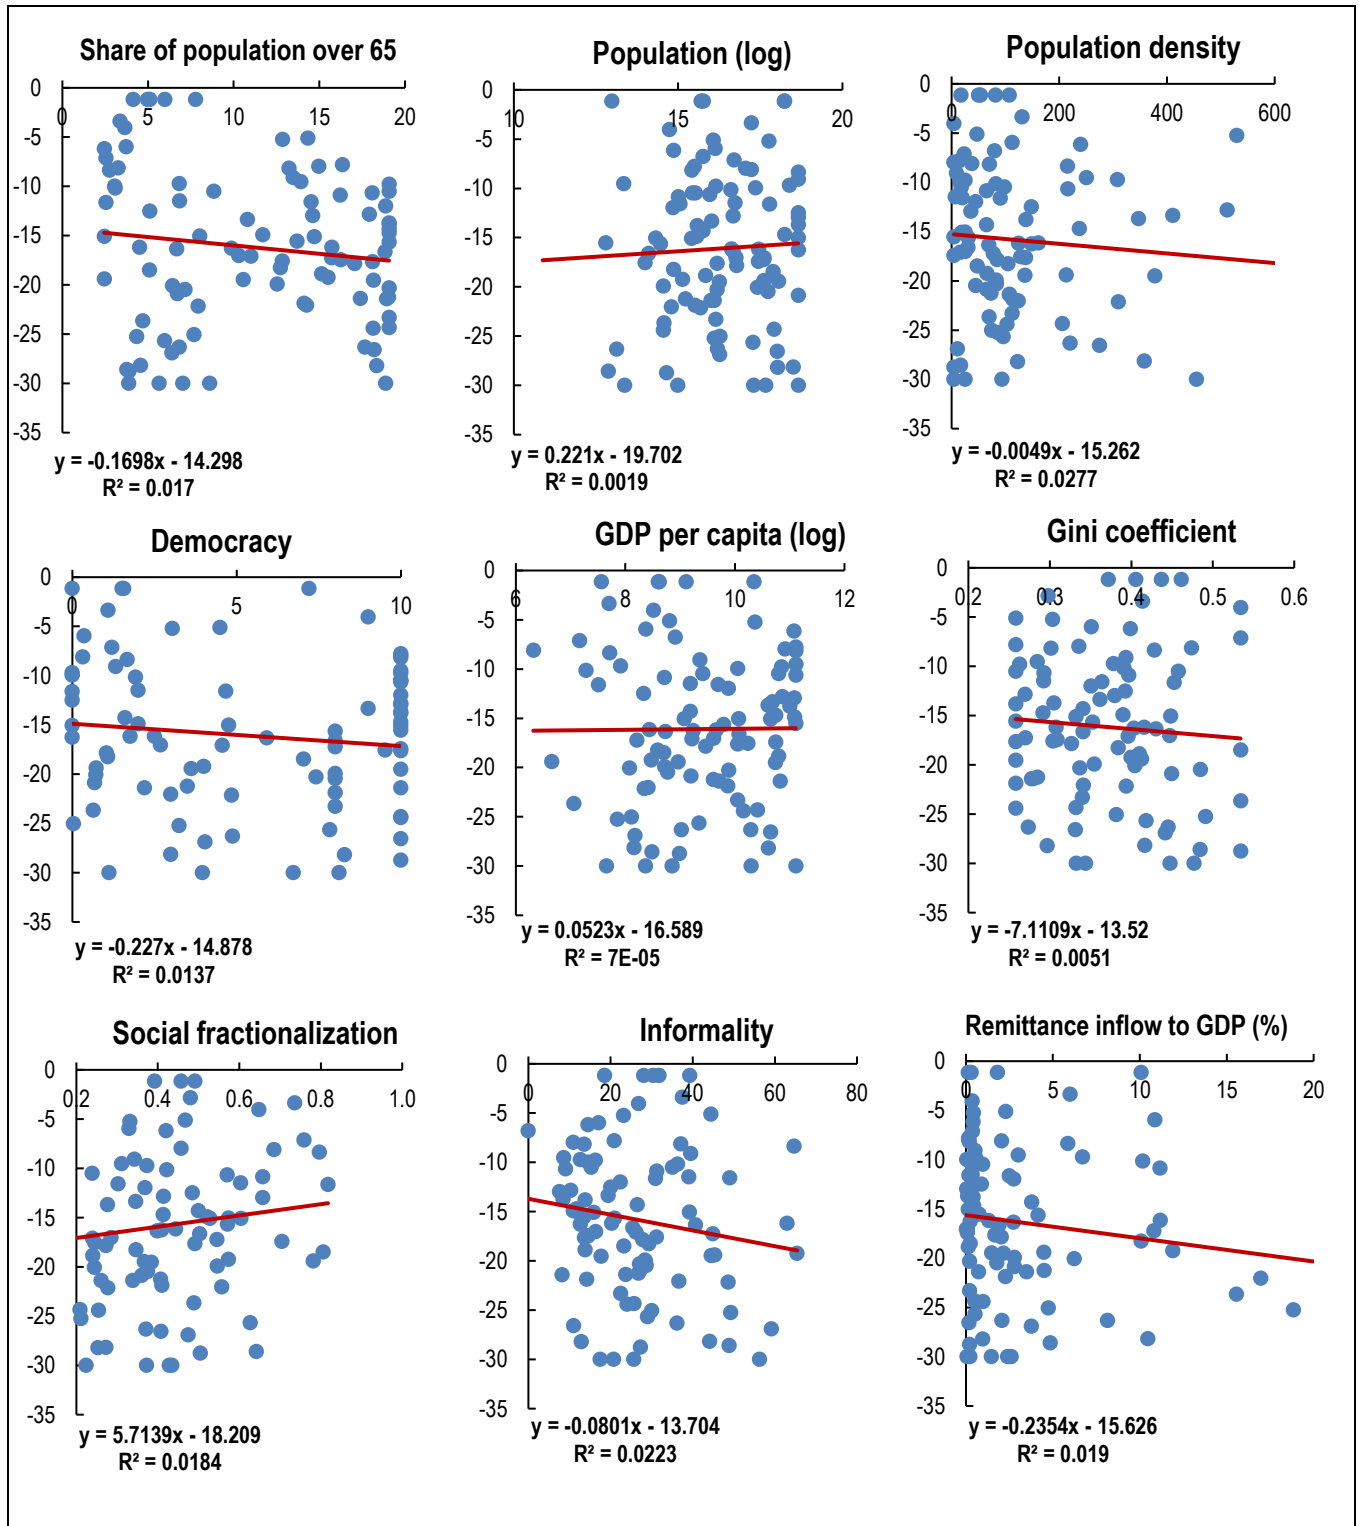 Share of population over 65
0
0 5 10 15 20
-5
-10
-15
-20
-25
-30
-35
y = -0.1698x - 14.298
R² = 0.017
Population (log)
0
10 15 20
-5
-10
-15
-20
-25
-30
-35
y = 0.221x - 19.702
R² = 0.0019
Population density
0
0 200 400 600
-5
-10
-15
-20
-25
-30
-35
y = -0.0049x - 15.262
R² = 0.0277
Democracy
0
0 5 10
-5
-10
-15
-20
-25
-30
-35
y = -0.227x - 14.878
R² = 0.0137
GDP per capita (log)
0
6 8 10 12
-5
-10
-15
-20
-25
-30
-35
y = 0.0523x - 16.589
R² = 7E-05
Gini coefficient
0
0.2 0.3 0.4 0.5 0.6
-5
-10
-15
-20
-25
-30
-35
y = -7.1109x - 13.52
R² = 0.0051
Social fractionalization
0
0.2 0.4 0.6 0.8 1.0
-5
-10
-15
-20
-25
-30
-35
y = 5.7139x - 18.209
R² = 0.0184
Informality
0
0 20 40 60 80
-5
-10
-15
-20
-25
-30
-35
y = -0.0801x - 13.704
R² = 0.0223
Remittance inflow to GDP (%)
0
0 5 10 15 20
-5
-10
-15
-20
-25
-30
-35
y = -0.2354x - 15.626
R² = 0.019